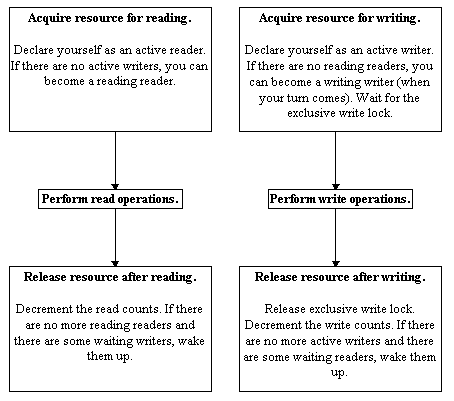 Acquire resource for reading.
Declare yourself as an active reader.
If there are no active writers, you can
become a reading reader.
Perform read operations.
Release resource after reading.
Decrement the read counts. If there
are no more reading readers and
there are some waiting writers, wake
them up.
Acquire resource for writing.
Declare yourself as an active writer.
If there are no reading readers, you
can become a writing writer (when
your turn comes). Wait for the
exclusive write lock.
Perform write operations.
Release resource after writing.
Release exclusive write lock.
Decrement the write counts. If there
are no more active writers and there
are some waiting readers, wake them
up.